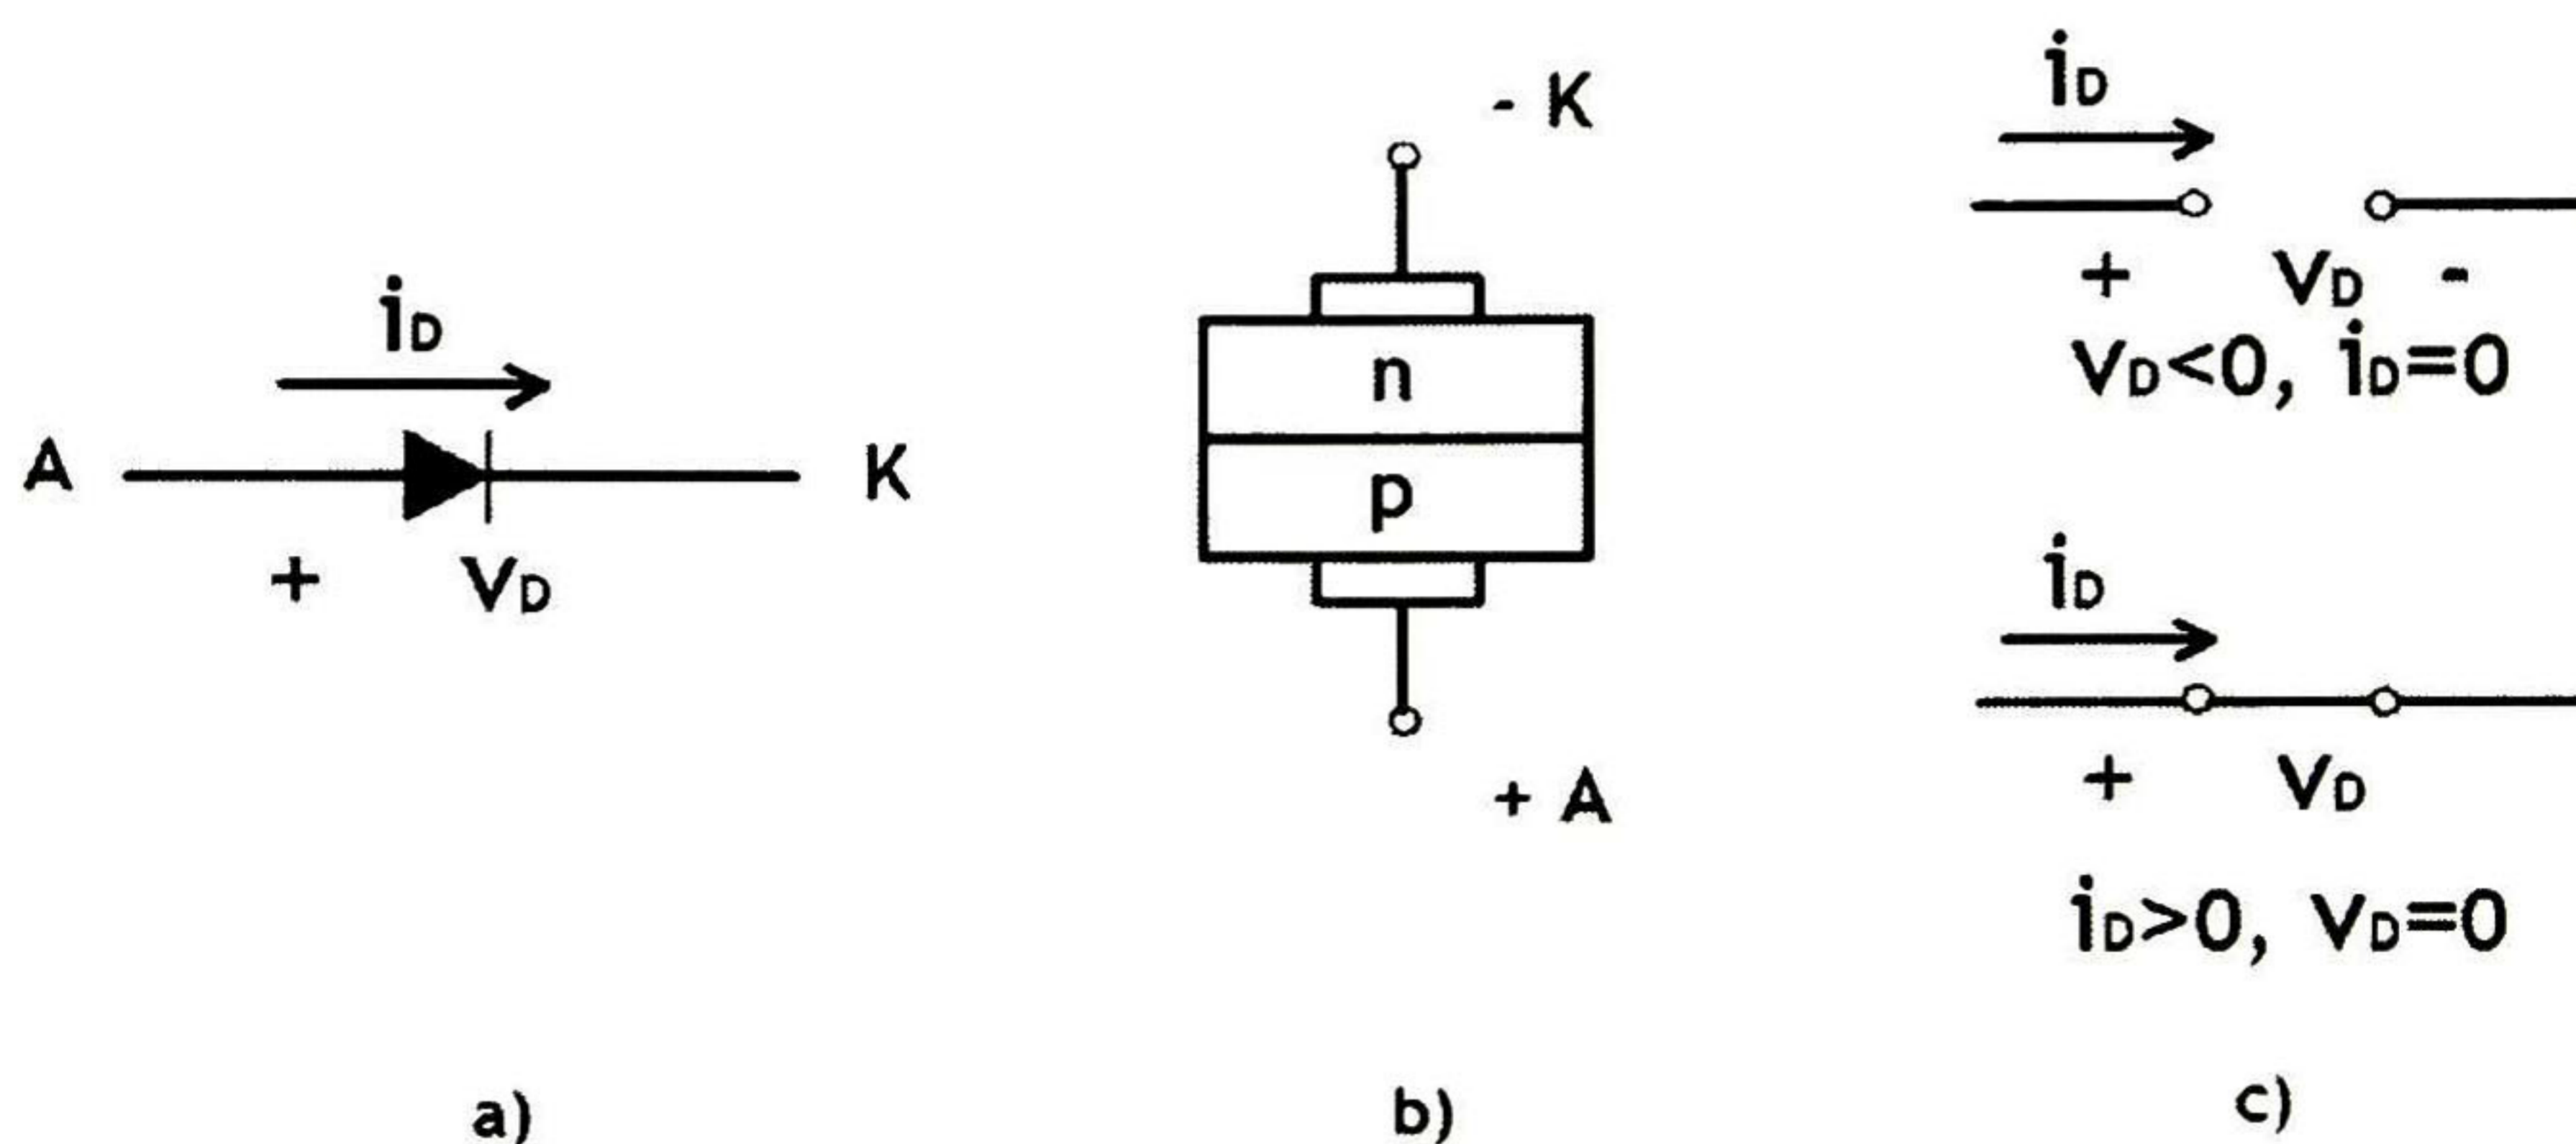 iD
A K
+ VD
a)
- K
n
p
+ A
b)
iD
+ VD -
VD<0, iD=0
iD
+ VD
iD>0, VD=0
c)